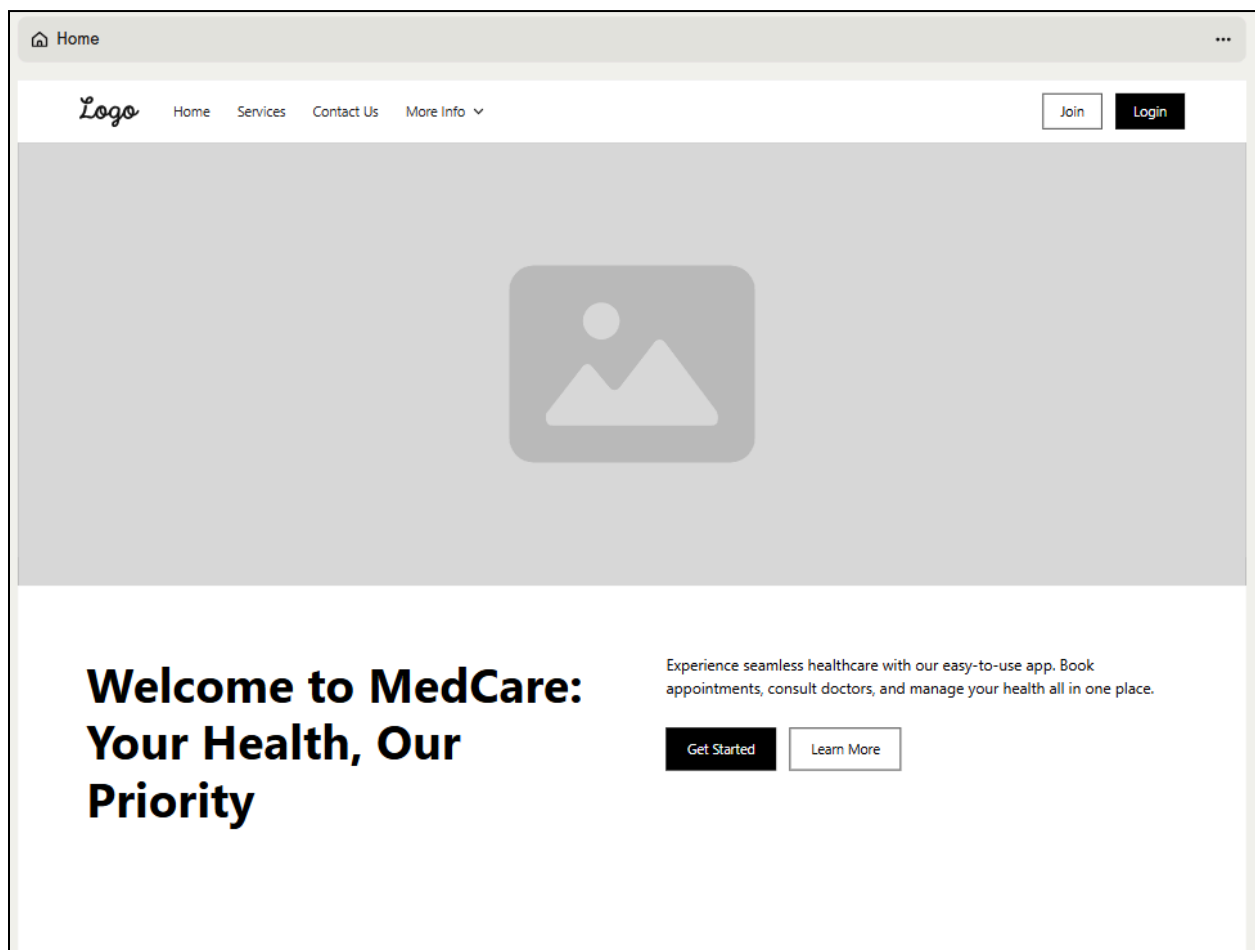 Home
Logo Home Services Contact Us More Info Join Login
Welcome to MedCare:
Your Health, Our
Priority
Experience seamless healthcare with our easy-to-use app. Book
appointments, consult doctors, and manage your health all in one place.
Get Started Learn More